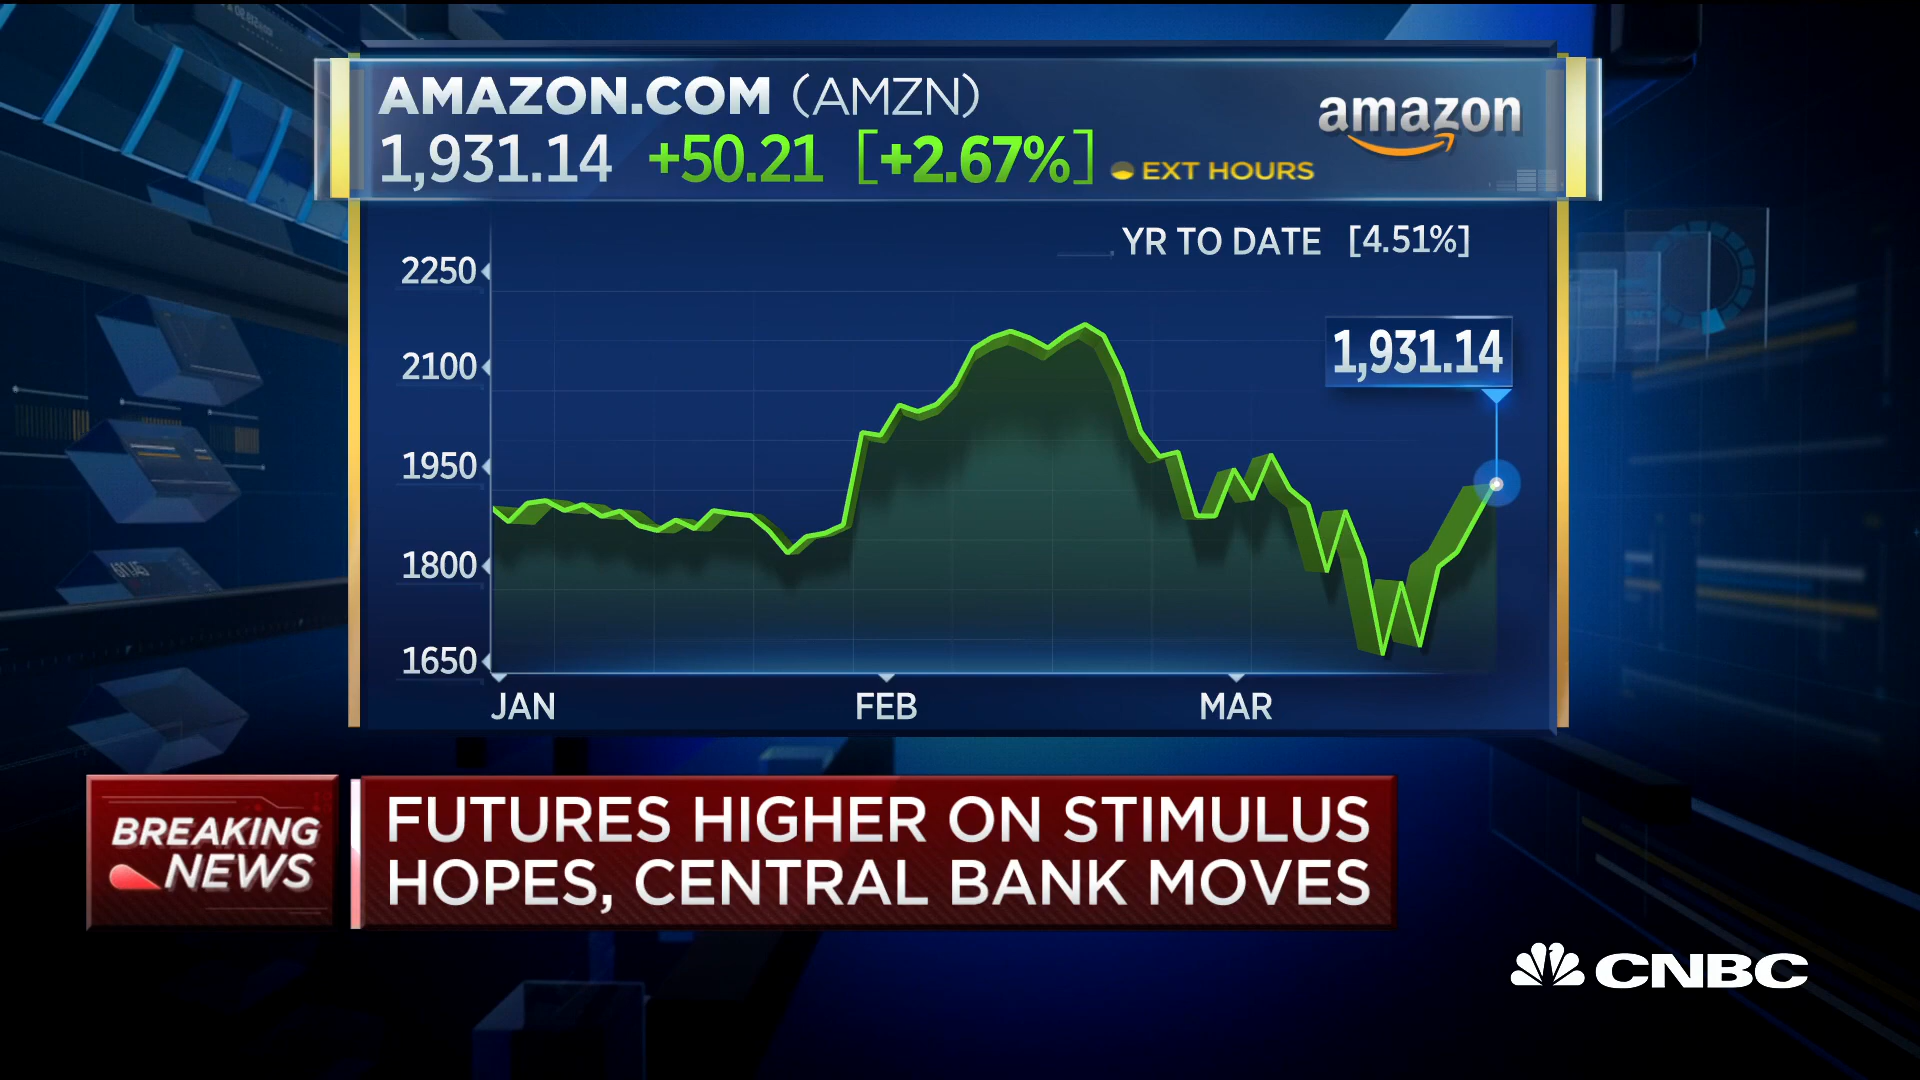 AMAZON.COM (AMZN)
1,931.14 +50.21 [+2.67%] EXT HOURS
amazon
YR TO DATE [4.51%]
2250
2100
1950
1800
1650
1,931.14
JAN FEB MAR
BREAKING
NEWS
FUTURES HIGHER ON STIMULUS
HOPES, CENTRAL BANK MOVES
CNBC